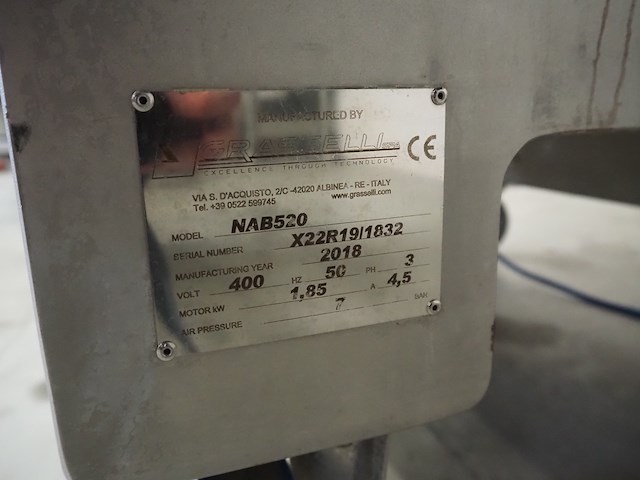 MANUFACTURED BY
GRASSELLI
EXCELLENCE THROUGH TECHNOLOGY
CE
VIA S. D'ACQUISTO, 2/C -42020 ALBINEA - RE - ITALY
Tel. +39 0522 599745 www.grasselli.com
MODEL NAB520
SERIAL NUMBER X22R19/1832
MANUFACTURING YEAR 2018
VOLT 400 HZ 50 PH 3
MOTOR kW 1,85 A 4,5
AIR PRESSURE 7 BAR